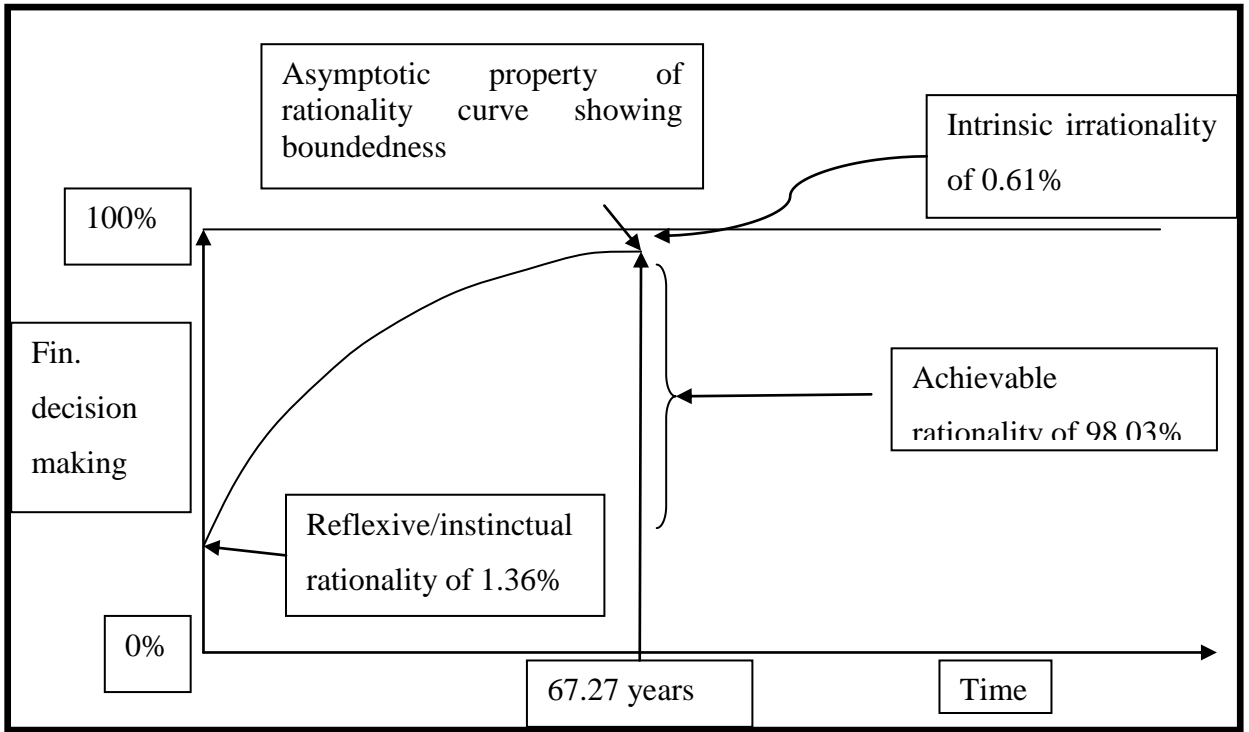 Asymptotic property of
rationality curve showing
boundedness
Intrinsic irrationality
of 0.61%
100%
Fin.
decision
making
Achievable
rationality of 98.03%
Reflexive/instinctual
rationality of 1.36%
0%
67.27 years
Time